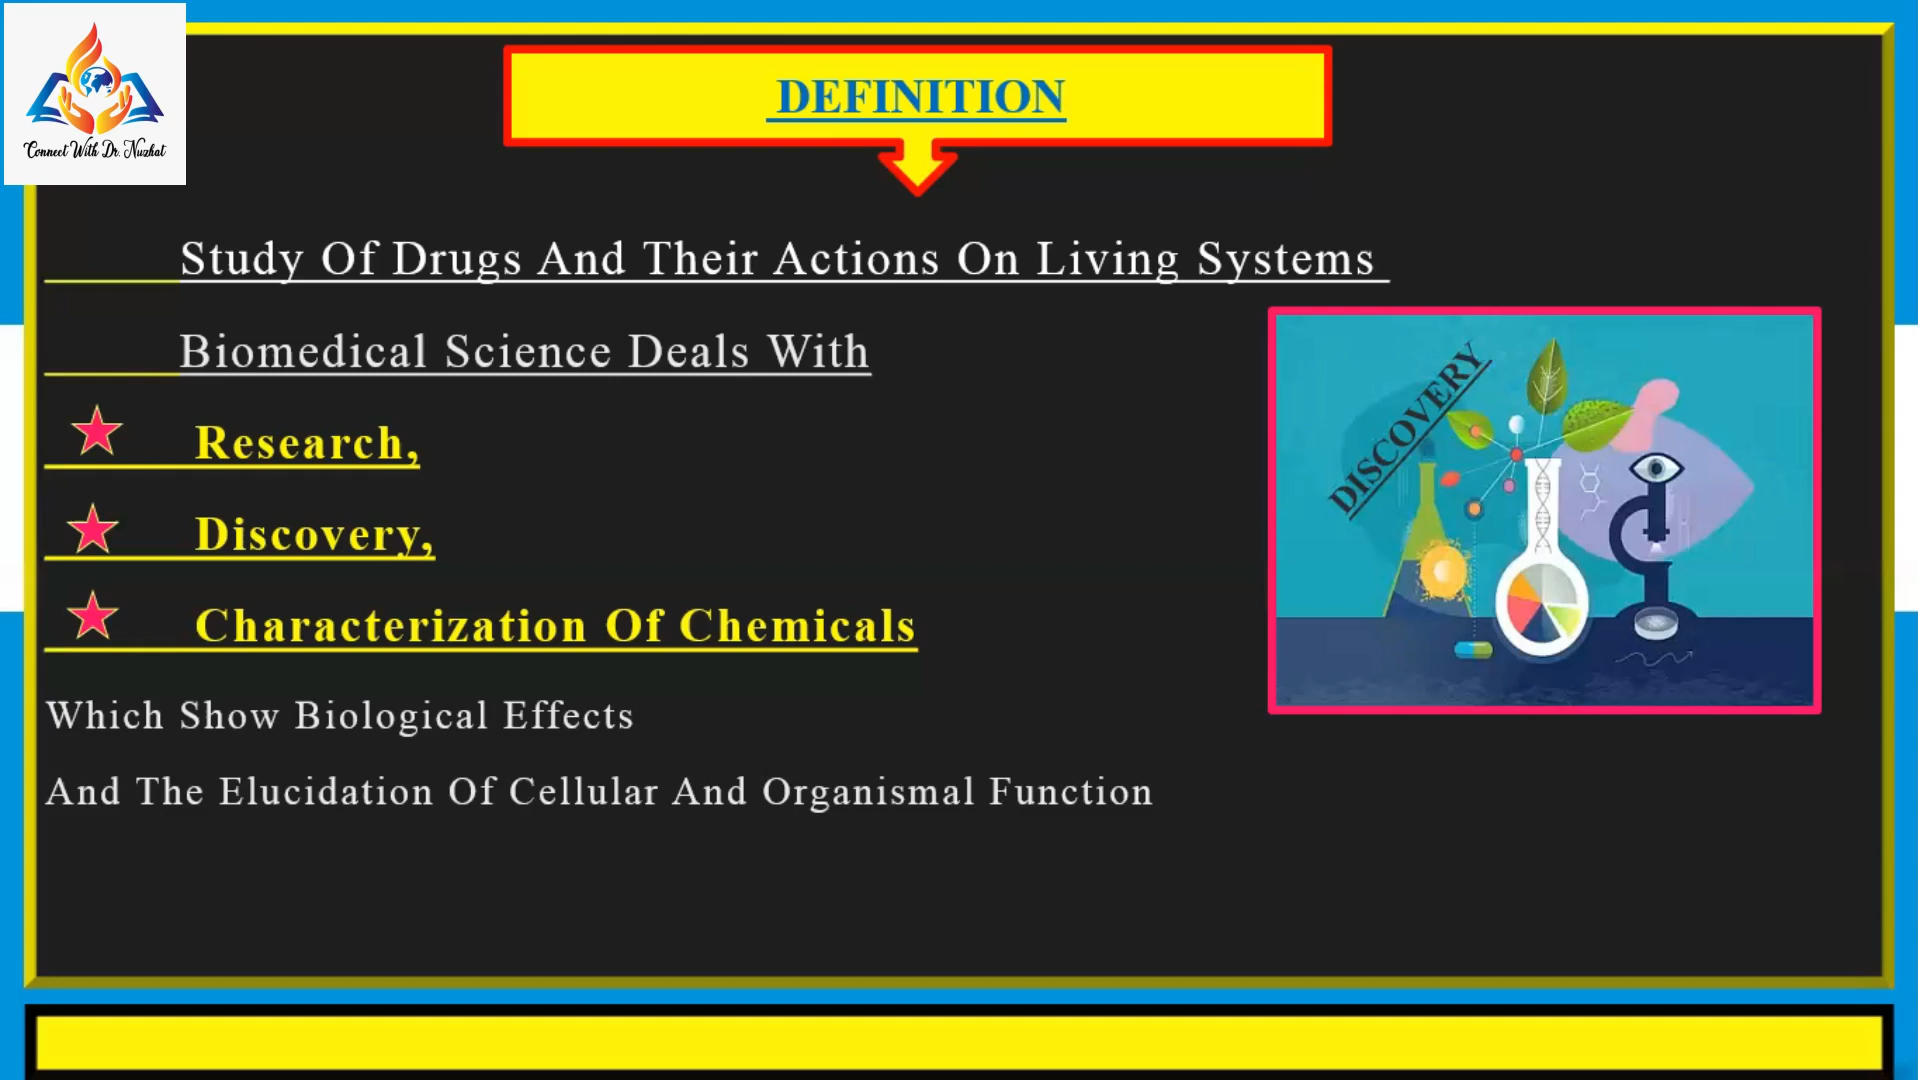 Connect With Dr. Nuzhat
DEFINITION
Study Of Drugs And Their Actions On Living Systems
Biomedical Science Deals With
Research,
Discovery,
Characterization Of Chemicals
Which Show Biological Effects
And The Elucidation Of Cellular And Organismal Function
DISCOVERY